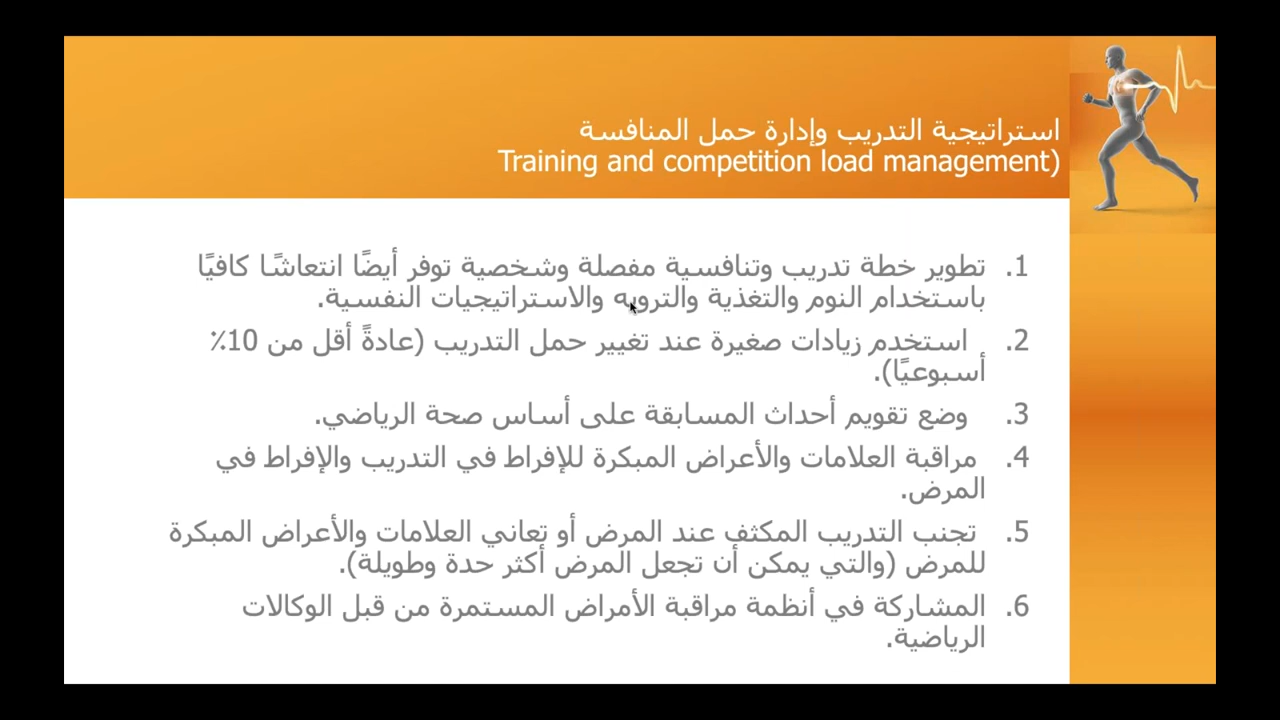 استراتيجية التدريب وإدارة حمل المنافسة
Training and competition load management)
1. تطوير خطة تدريب وتنافسية مفصلة وشخصية توفر أيضًا انتعاشًا كافيًا
باستخدام النوم والتغذية والترويه والاستراتيجيات النفسية.
2. استخدم زيادات صغيرة عند تغيير حمل التدريب (عادةً أقل من 10٪
أسبوعيًا).
3. وضع تقويم أحداث المسابقة على أساس صحة الرياضي.
4. مراقبة العلامات والأعراض المبكرة للإفراط في التدريب والإفراط في
المرض.
5. تجنب التدريب المكثف عند المرض أو تعاني العلامات والأعراض المبكرة
للمرض (والتي يمكن أن تجعل المرض أكثر حدة وطويلة).
6. المشاركة في أنظمة مراقبة الأمراض المستمرة من قبل الوكالات
الرياضية.